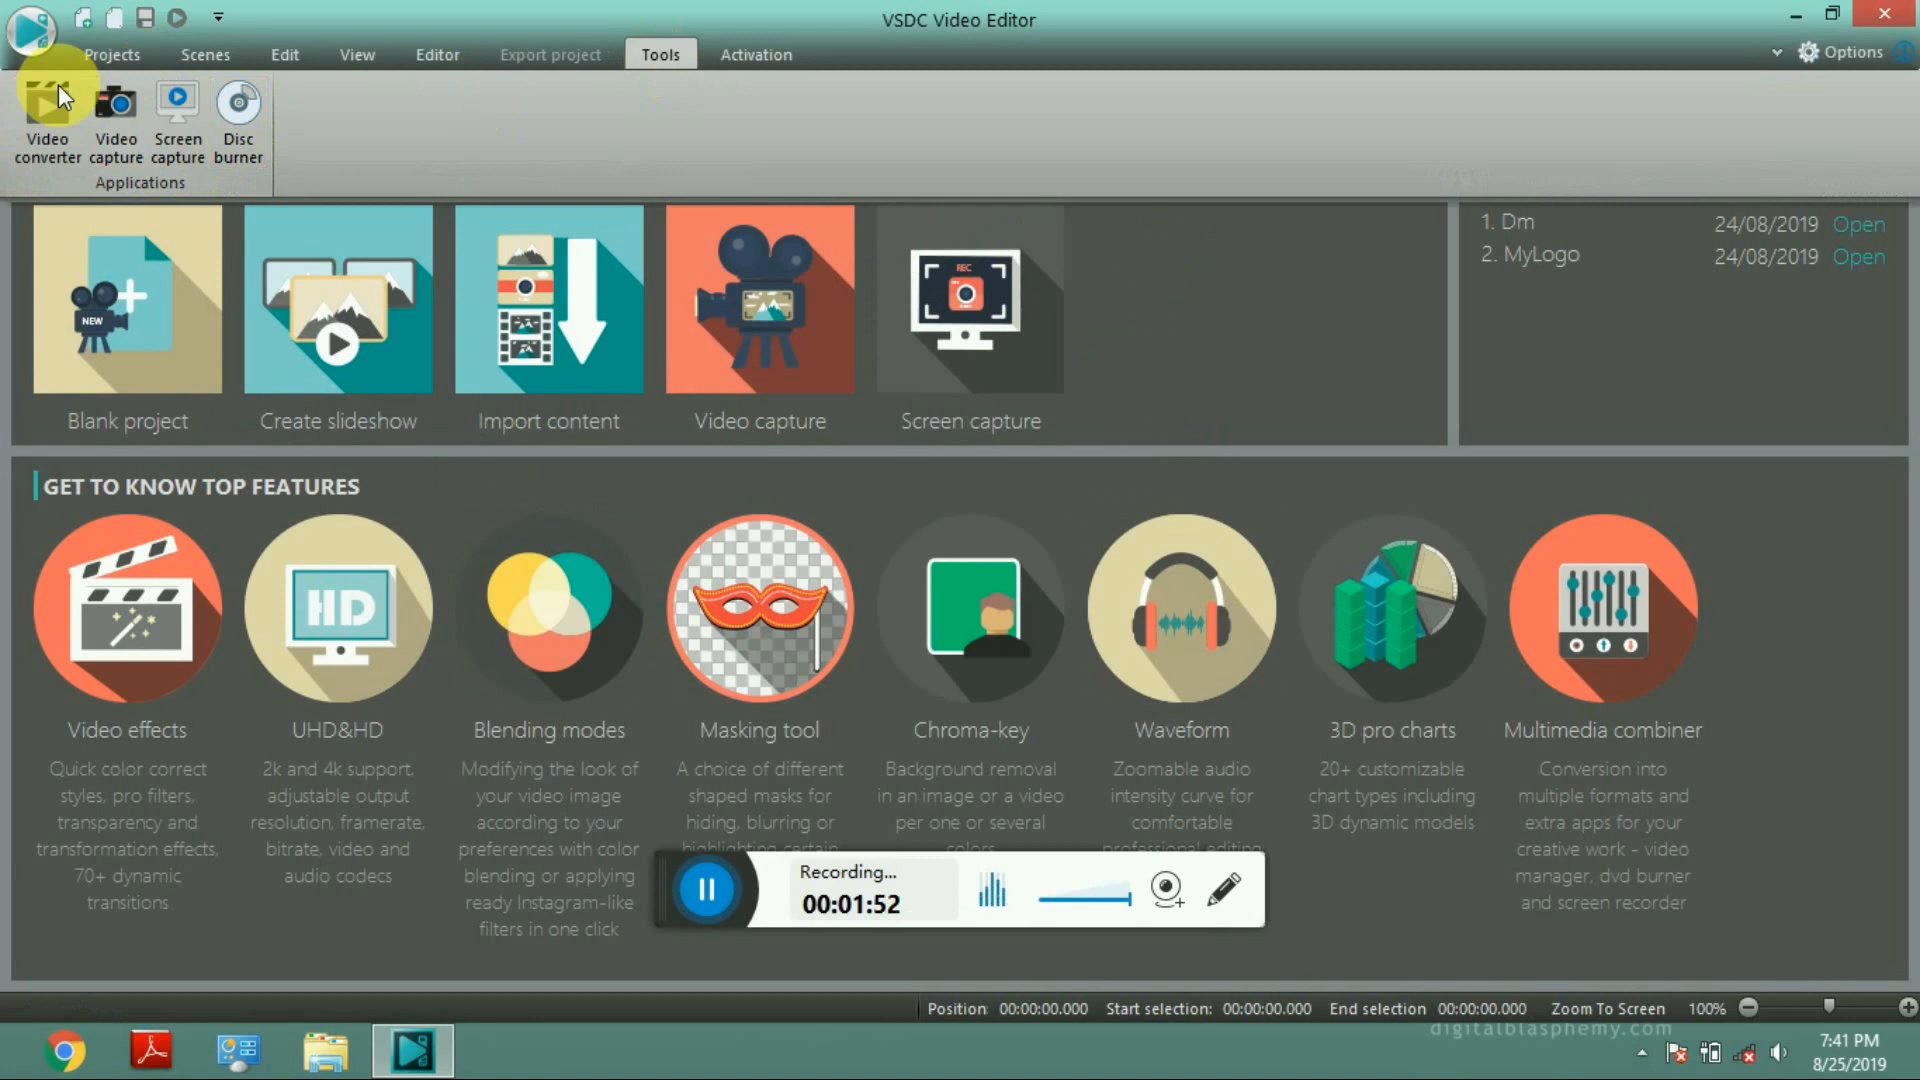 VSDC Video Editor
Projects Scenes Edit View Editor Export project Tools Activation Options
Video converter
Video capture
Screen capture
Disc burner
Applications
1. Dm 24/08/2019 Open
2. MyLogo 24/08/2019 Open
NEW
REC
Blank project Create slideshow Import content Video capture Screen capture
GET TO KNOW TOP FEATURES
HD
Video effects
Quick color correct
styles, pro filters,
transparency and
transformation effects,
70+ dynamic
transitions
UHD&HD
2k and 4k support,
adjustable output
resolution, framerate,
bitrate, video and
audio codecs
Blending modes
Modifying the look of
your video image
according to your
preferences with color
blending or applying
ready Instagram-like
filters in one click
Masking tool
A choice of different
shaped masks for
hiding, blurring or
highlighting certain
Chroma-key
Background removal
in an image or a video
per one or several
colors
Waveform
Zoomable audio
intensity curve for
comfortable
professional editing
3D pro charts
20+ customizable
chart types including
3D dynamic models
Multimedia combiner
Conversion into
multiple formats and
extra apps for your
creative work - video
manager, dvd burner
and screen recorder
Recording...
00:01:52
Position: 00:00:00.000 Start selection: 00:00:00.000 End selection 00:00:00.000 Zoom To Screen 100%
digitalblasphemy.com
7:41 PM
8/25/2019